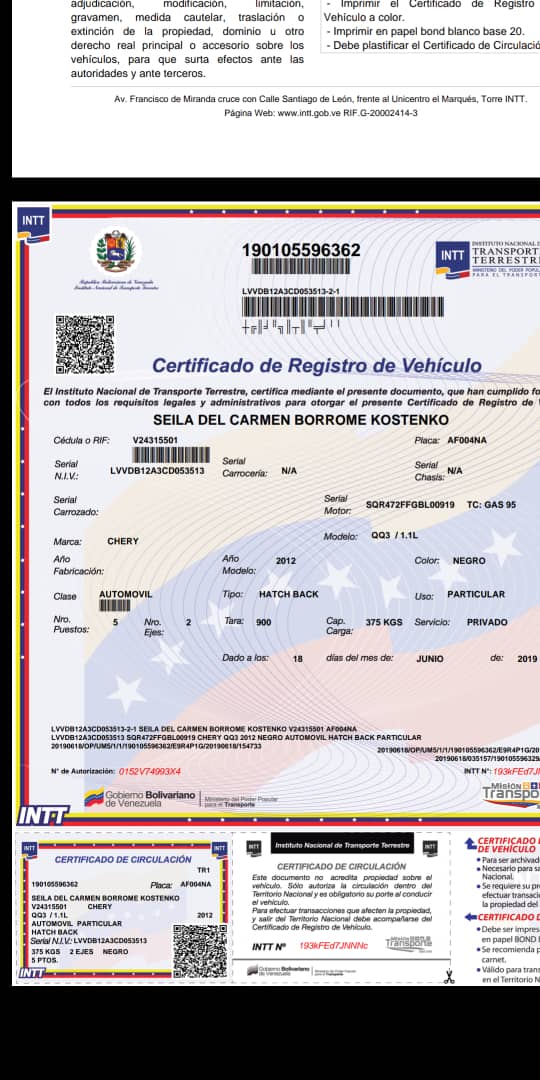 adjudicación, modificación, limitación,
gravamen, medida cautelar, traslación o
extinción de la propiedad, dominio u otro
derecho real principal o accesorio sobre los
vehículos, para que surta efectos ante las
autoridades y ante terceros.
- Imprimir el Certificado de Registro
Vehículo a color.
- Imprimir en papel bond blanco base 20.
- Debe plastificar el Certificado de Circulació
Av. Francisco de Miranda cruce con Calle Santiago de León, frente al Unicentro el Marqués, Torre INTT.
Página Web: www.intt.gob.ve RIF.G-20002414-3
INTT
República Bolivariana de Venezuela
Instituto Nacional de Transporte Terrestre
190105596362
LVVDB12A3CD053513-2-1
INTT
INSTITUTO NACIONAL D
TRANSPORT
TERRESTRE
MINISTERIO DEL PODER POPUL
PARA EL TRANSPORT
Certificado de Registro de Vehículo
El Instituto Nacional de Transporte Terrestre, certifica mediante el presente documento, que han cumplido fo
con todos los requisitos legales y administrativos para otorgar el presente Certificado de Registro de V
SEILA DEL CARMEN BORROME KOSTENKO
Cédula o RIF: V24315501 Placa: AF004NA
Serial N.I.V.: LVVDB12A3CD053513 Serial Carrocería: N/A Serial Chasis: N/A
Serial Carrozado: Serial Motor: SQR472FFGBL00919 TC: GAS 95
Marca: CHERY Modelo: QQ3 / 1.1L
Año Fabricación: Año Modelo: 2012 Color: NEGRO
Clase AUTOMOVIL Tipo: HATCH BACK Uso: PARTICULAR
Nro. Puestos: 5 Nro. Ejes: 2 Tara: 900 Cap. Carga: 375 KGS Servicio: PRIVADO
Dado a los: 18 días del mes de: JUNIO de: 2019
LVVDB12A3CD053513-2-1 SEILA DEL CARMEN BORROME KOSTENKO V24315501 AF004NA
LVVDB12A3CD053513 SQR472FFGBL00919 CHERY QQ3 2012 NEGRO AUTOMOVIL HATCH BACK PARTICULAR
20190618/OP/UM5/1/1/190105596362/E9R4P1G/20190618/154733
20190618/OP/UM5/1/1/190105596362/E9R4P1G/20
20190618/035157/190105596325
N° de Autorización: 0152V74993X4
INTT N°: 193kFEd7J
Gobierno Bolivariano
de Venezuela
Ministerio del Poder Popular
para el Transporte
MISIÓN
Transpo
INTT
INTT
INTT
CERTIFICADO DE CIRCULACIÓN
TR1
190105596362 Placa: AF004NA
SEILA DEL CARMEN BORROME KOSTENKO
V24315501 CHERY
QQ3 / 1.1L 2012
AUTOMOVIL PARTICULAR
HATCH BACK
Serial N.I.V.: LVVDB12A3CD053513
375 KGS 2 EJES NEGRO
5 PTOS.
INTT
INTT
Instituto Nacional de Transporte Terrestre
INTT
CERTIFICADO DE CIRCULACIÓN
Este documento no acredita propiedad sobre el
vehículo. Sólo autoriza la circulación dentro del
Territorio Nacional y es obligatorio su porte al conducir
el vehículo.
Para efectuar transacciones que afecten la propiedad,
y salir del Territorio Nacional debe acompañarse del
Certificado de Registro de Vehículo.
INTT Nº 193kFEd7JNNNc
Transporte
Gobierno Bolivariano
de Venezuela
Ministerio del Poder Popular
para el Transporte
CERTIFICADO
DE VEHÍCULO
• Para ser archivad
• Necesario para sa
Nacional.
• Se requiere su pr
efectuar transacci
la propiedad del
CERTIFICADO D
• Debe ser impres
en papel BOND
• Se recomienda p
carnet.
• Válido para trans
en el Territorio N